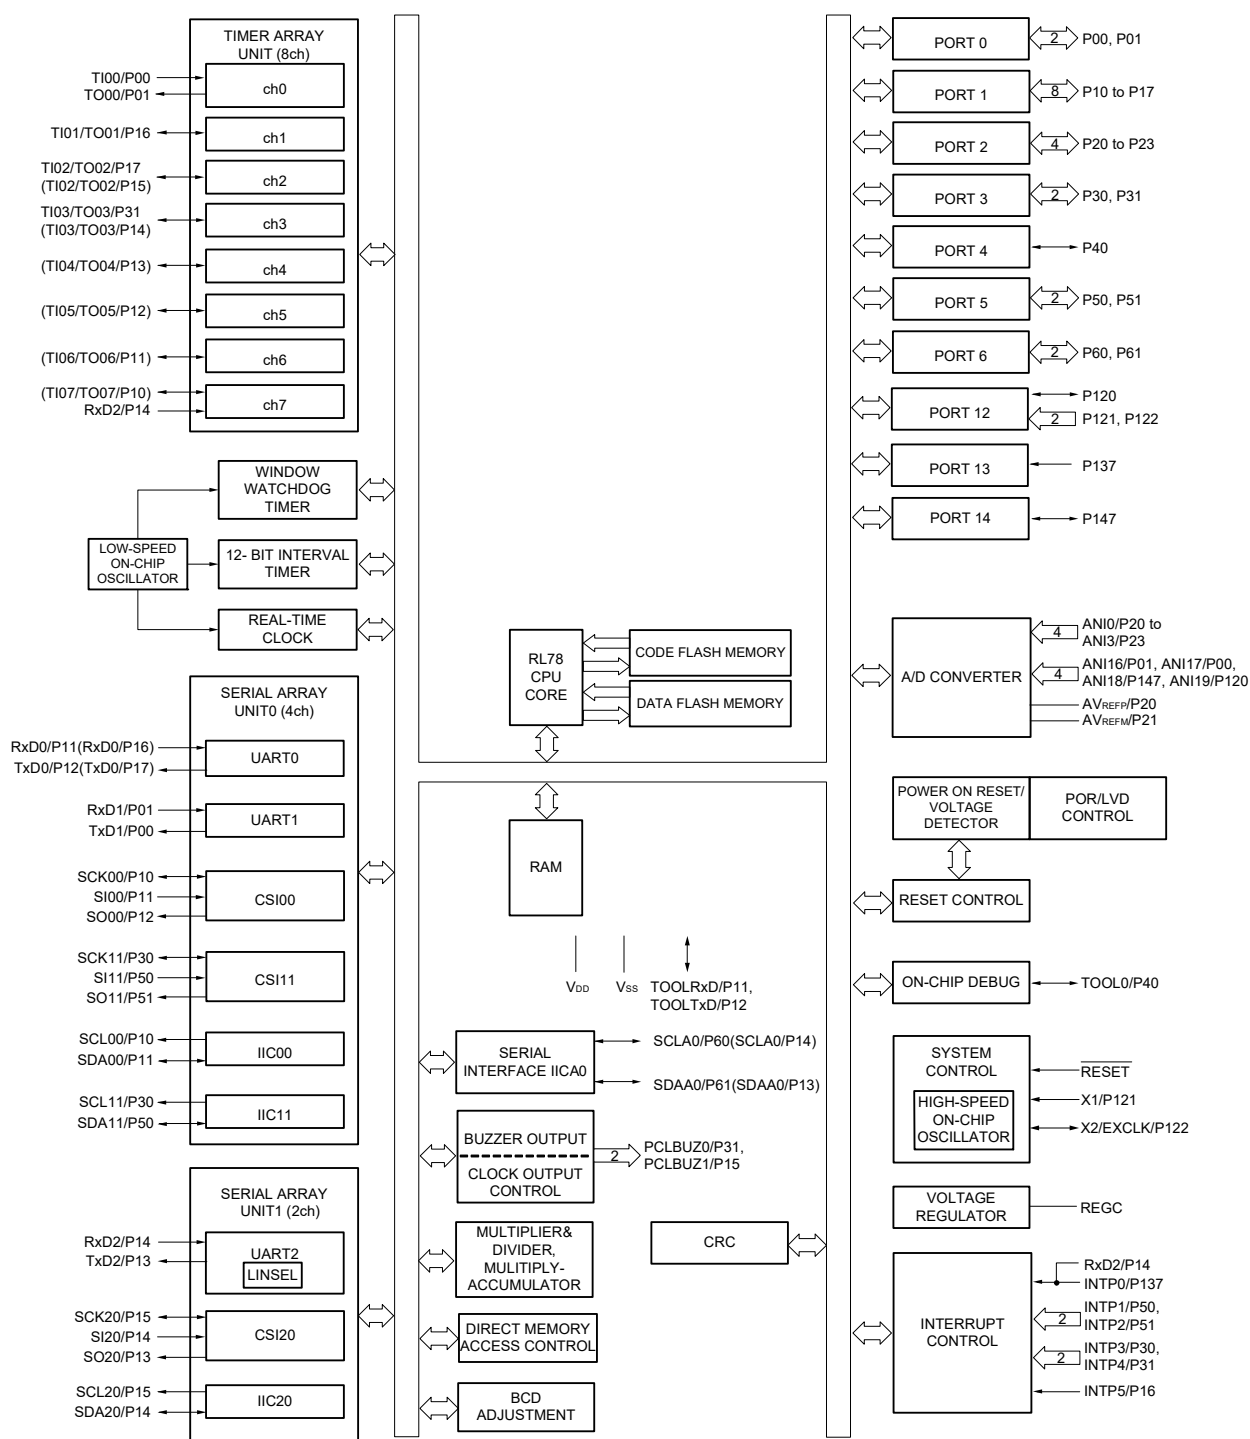 TIMER ARRAY
UNIT (8ch)
TI00/P00
TO00/P01
ch0
TI01/TO01/P16
ch1
TI02/TO02/P17
(TI02/TO02/P15)
ch2
TI03/TO03/P31
(TI03/TO03/P14)
ch3
(TI04/TO04/P13)
ch4
(TI05/TO05/P12)
ch5
(TI06/TO06/P11)
ch6
(TI07/TO07/P10)
RxD2/P14
ch7
WINDOW
WATCHDOG
TIMER
LOW-SPEED
ON-CHIP
OSCILLATOR
12- BIT INTERVAL
TIMER
REAL-TIME
CLOCK
SERIAL ARRAY
UNIT0 (4ch)
RxD0/P11(RxD0/P16)
TxD0/P12(TxD0/P17)
UART0
RxD1/P01
TxD1/P00
UART1
SCK00/P10
SI00/P11
SO00/P12
CSI00
SCK11/P30
SI11/P50
SO11/P51
CSI11
SCL00/P10
SDA00/P11
IIC00
SCL11/P30
SDA11/P50
IIC11
SERIAL ARRAY
UNIT1 (2ch)
RxD2/P14
TxD2/P13
UART2
LINSEL
SCK20/P15
SI20/P14
SO20/P13
CSI20
SCL20/P15
SDA20/P14
IIC20
RL78
CPU
CORE
CODE FLASH MEMORY
DATA FLASH MEMORY
RAM
VDD
VSS
TOOLRxD/P11,
TOOLTxD/P12
SERIAL
INTERFACE IICA0
SCLA0/P60(SCLA0/P14)
SDAA0/P61(SDAA0/P13)
BUZZER OUTPUT
CLOCK OUTPUT
CONTROL
2
PCLBUZ0/P31,
PCLBUZ1/P15
MULTIPLIER&
DIVIDER,
MULITIPLY-
ACCUMULATOR
DIRECT MEMORY
ACCESS CONTROL
BCD
ADJUSTMENT
CRC
PORT 0
2
P00, P01
PORT 1
8
P10 to P17
PORT 2
4
P20 to P23
PORT 3
2
P30, P31
PORT 4
P40
PORT 5
2
P50, P51
PORT 6
2
P60, P61
PORT 12
P120
2
P121, P122
PORT 13
P137
PORT 14
P147
A/D CONVERTER
4
ANI0/P20 to
ANI3/P23
4
ANI16/P01, ANI17/P00,
ANI18/P147, ANI19/P120
AVREFP/P20
AVREFM/P21
POWER ON RESET/
VOLTAGE
DETECTOR
POR/LVD
CONTROL
RESET CONTROL
ON-CHIP DEBUG
TOOL0/P40
SYSTEM
CONTROL
HIGH-SPEED
ON-CHIP
OSCILLATOR
RESET
X1/P121
X2/EXCLK/P122
VOLTAGE
REGULATOR
REGC
INTERRUPT
CONTROL
RxD2/P14
INTP0/P137
2
INTP1/P50,
INTP2/P51
2
INTP3/P30,
INTP4/P31
INTP5/P16